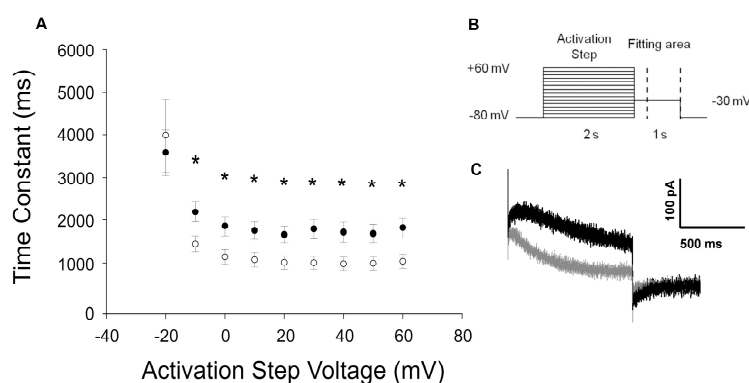 A
Time Constant (ms)
6000
5000
4000
3000
2000
1000
0
* * * * * * * *
-40 -20 0 20 40 60 80
Activation Step Voltage (mV)
B
Activation
Step
Fitting area
+60 mV
-80 mV
-30 mV
2 s
1 s
C
100 pA
500 ms